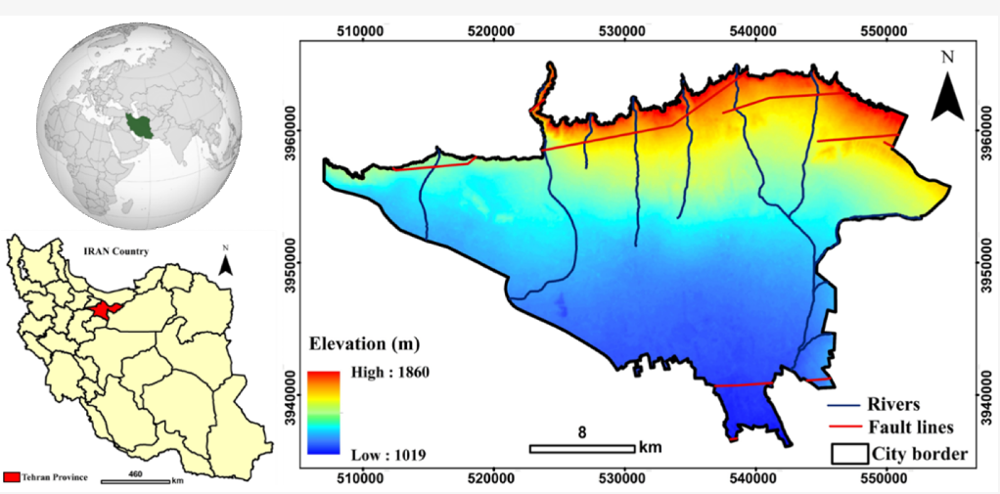 510000 520000 530000 540000 550000
N
3960000
3950000
3940000
3960000
3950000
3940000
IRAN Country
N
Tehran Province
460
km
Elevation (m)
High : 1860
Low : 1019
8
km
Rivers
Fault lines
City border
510000 520000 530000 540000 550000